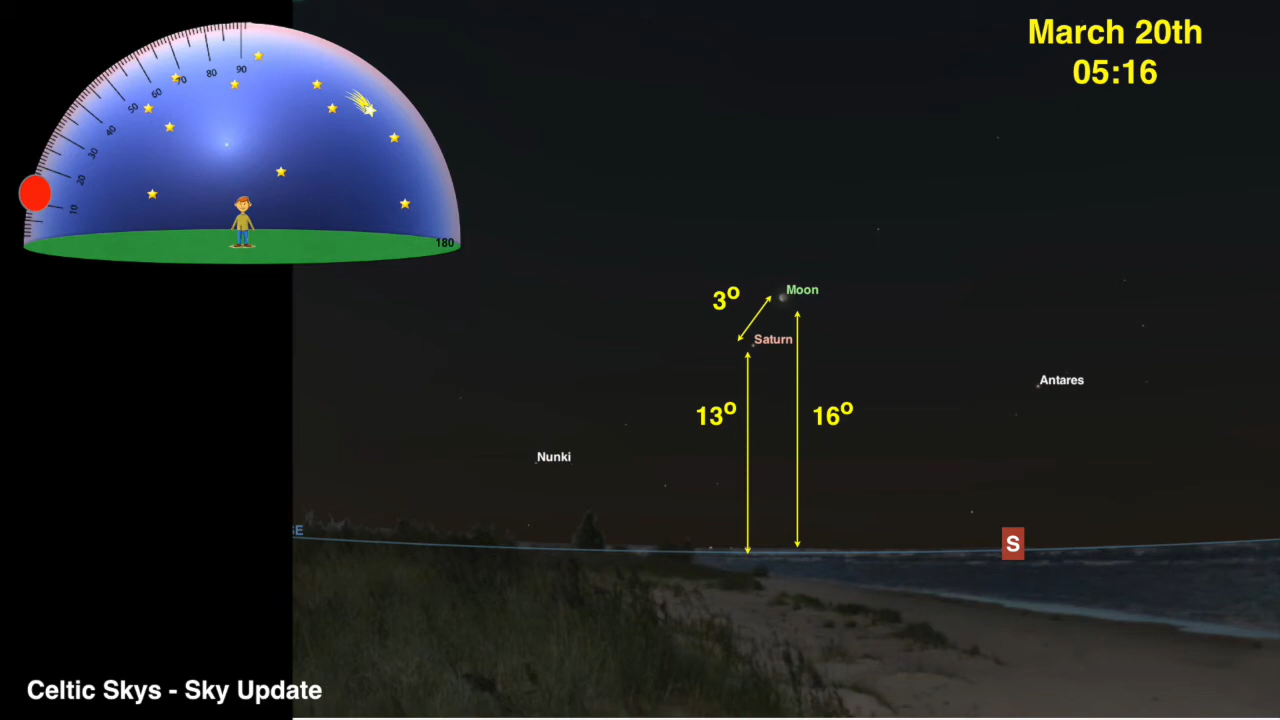 March 20th
05:16
90
80
70
60
50
40
30
20
10
180
3°
Moon
Saturn
Antares
13°
16°
Nunki
SE
S
Celtic Skys - Sky Update